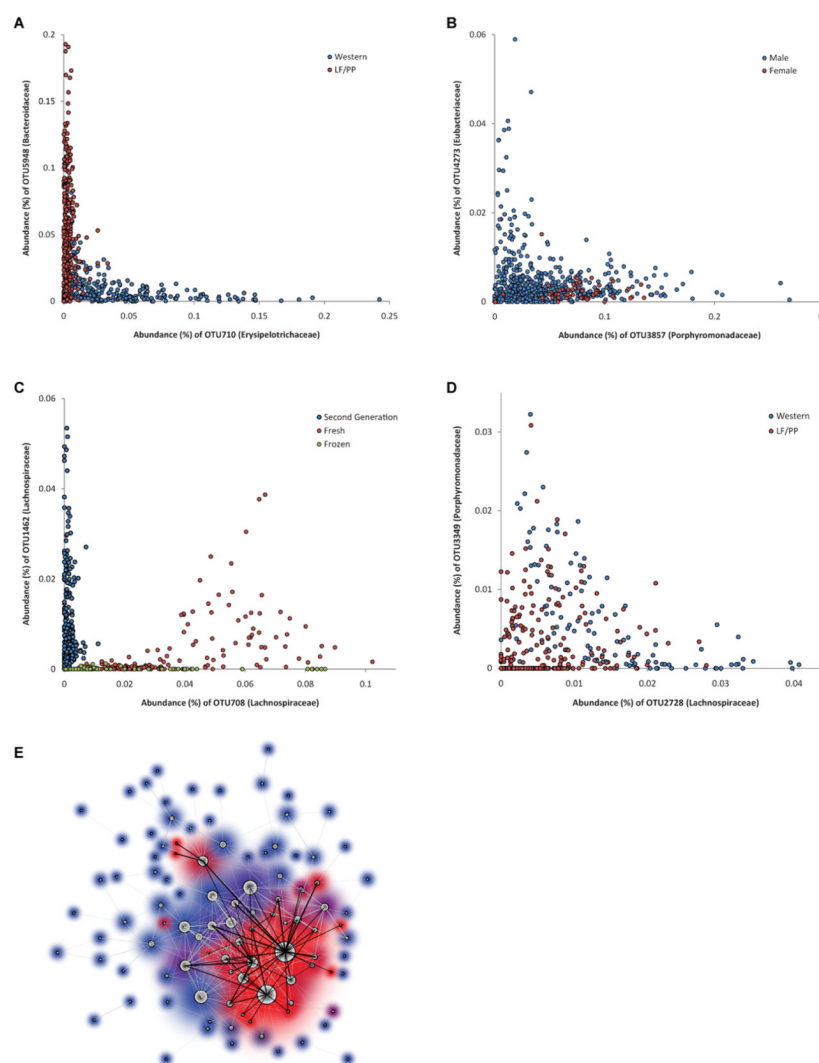 A
0.2
0.15
0.1
0.05
0
0
0.05
0.1
0.15
0.2
0.25
Abundance (%) of OTU5948 (Bacteroidaceae)
Abundance (%) of OTU710 (Erysipelotrichaceae)
Western
LF/PP
B
0.06
0.04
0.02
0
0
0.1
0.2
Abundance (%) of OTU4273 (Eubacteriaceae)
Abundance (%) of OTU3857 (Porphyromonadaceae)
Male
Female
C
0.06
0.04
0.02
0
0
0.02
0.04
0.06
0.08
0.1
Abundance (%) of OTU1462 (Lachnospiraceae)
Abundance (%) of OTU708 (Lachnospiraceae)
Second Generation
Fresh
Frozen
D
0.03
0.02
0.01
0
0
0.01
0.02
0.03
0.04
Abundance (%) of OTU3349 (Porphyromonadaceae)
Abundance (%) of OTU2728 (Lachnospiraceae)
Western
LF/PP
E